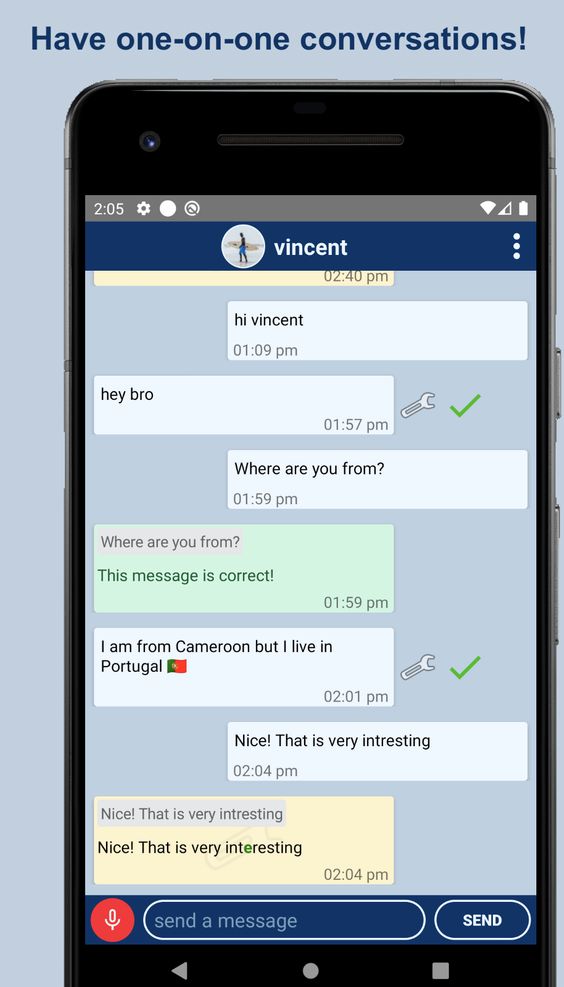 Have one-on-one conversations!
2:05
vincent
02:40 pm
hi vincent
01:09 pm
hey bro
01:57 pm
Where are you from?
01:59 pm
Where are you from?
This message is correct!
01:59 pm
I am from Cameroon but I live in
Portugal 🇵🇹
02:01 pm
Nice! That is very intresting
02:04 pm
Nice! That is very intresting
Nice! That is very interesting
02:04 pm
send a message
SEND